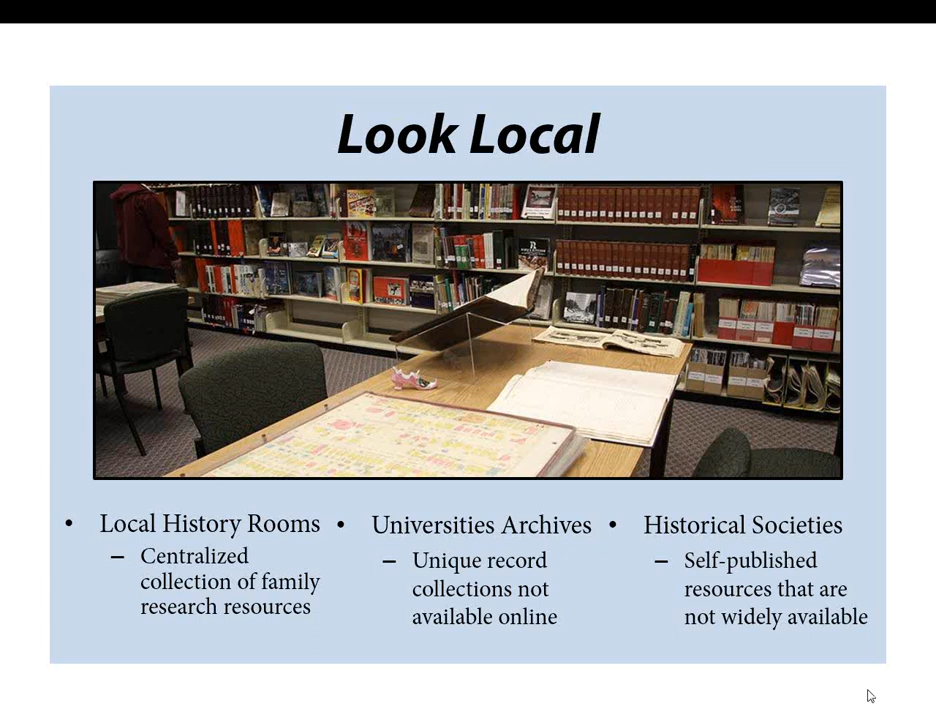 Look Local
• Local History Rooms
– Centralized
collection of family
research resources
• Universities Archives
– Unique record
collections not
available online
• Historical Societies
– Self-published
resources that are
not widely available